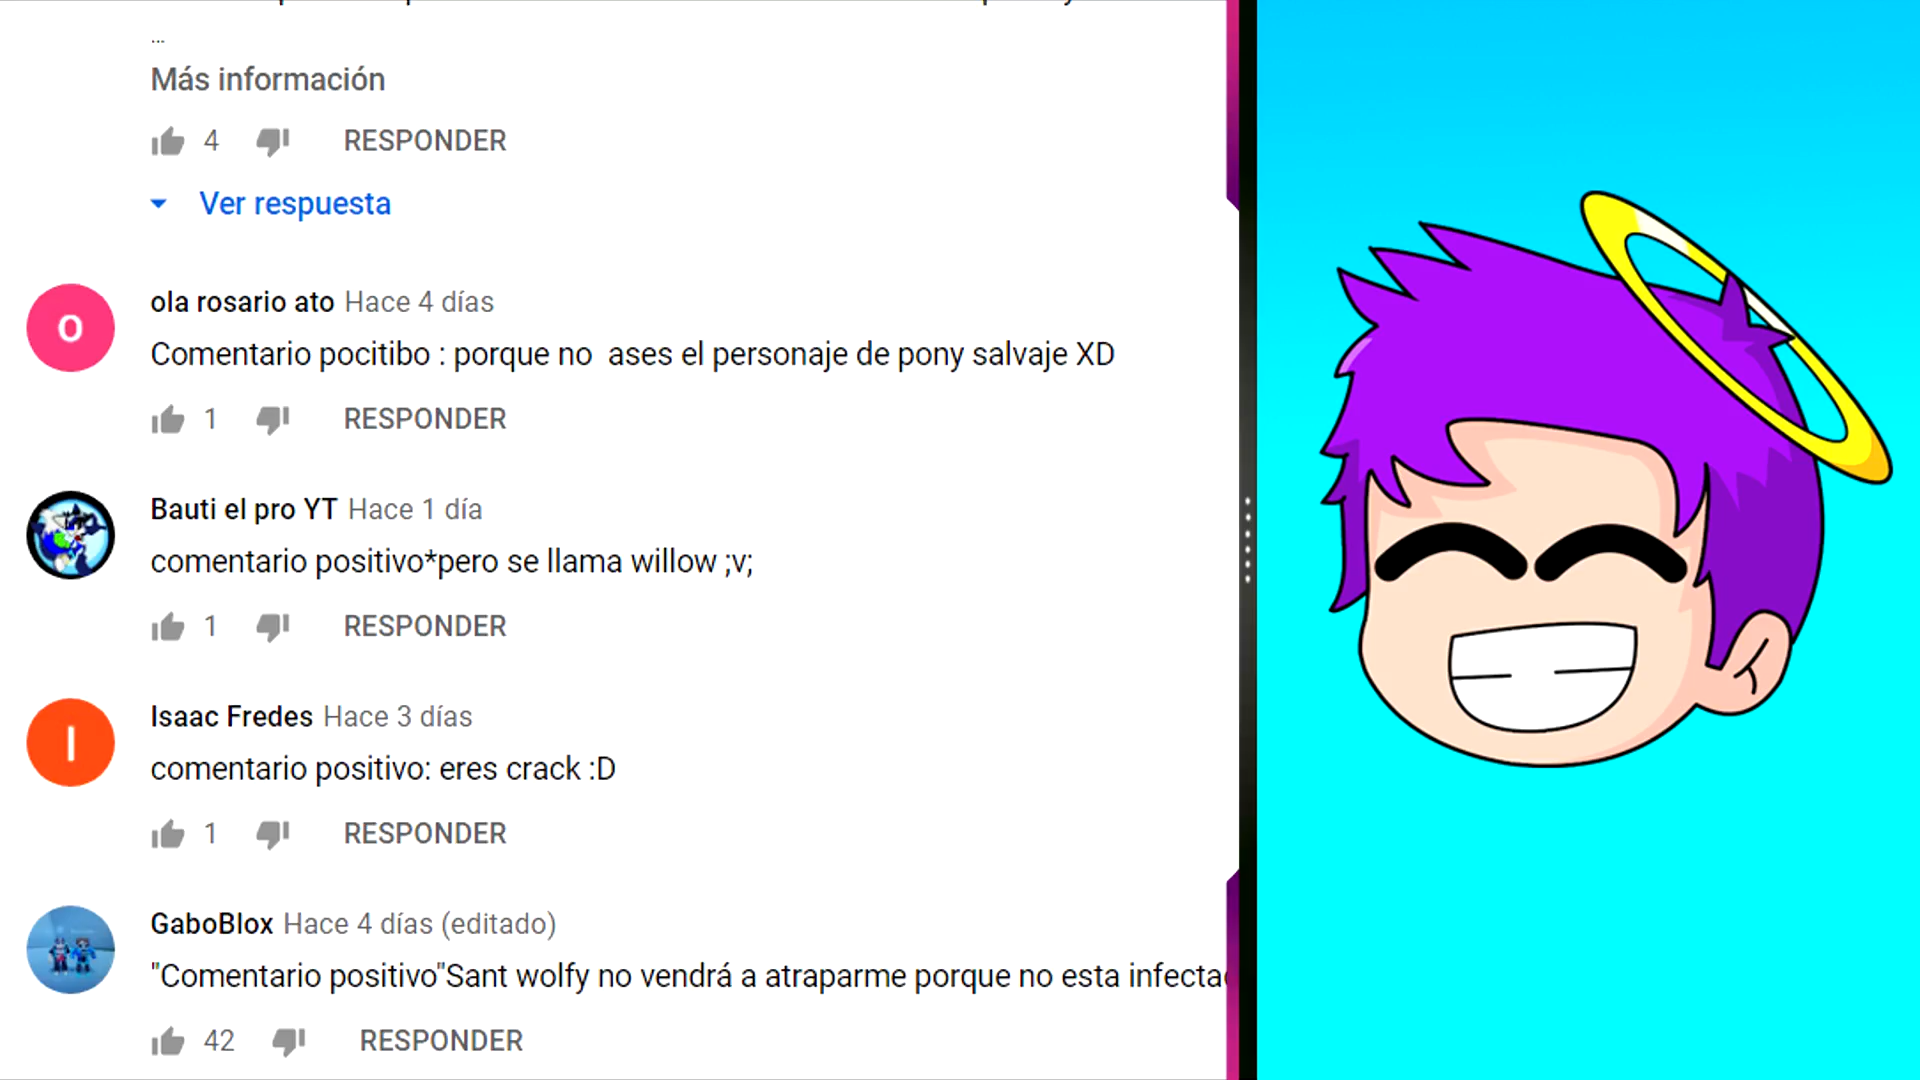 ...
Más información
4 RESPONDER
Ver respuesta
O
ola rosario ato Hace 4 días
Comentario pocitibo : porque no  ases el personaje de pony salvaje XD
1 RESPONDER
Bauti el pro YT Hace 1 día
comentario positivo*pero se llama willow ;v;
1 RESPONDER
I
Isaac Fredes Hace 3 días
comentario positivo: eres crack :D
1 RESPONDER
GaboBlox Hace 4 días (editado)
"Comentario positivo"Sant wolfy no vendrá a atraparme porque no esta infecta
42 RESPONDER